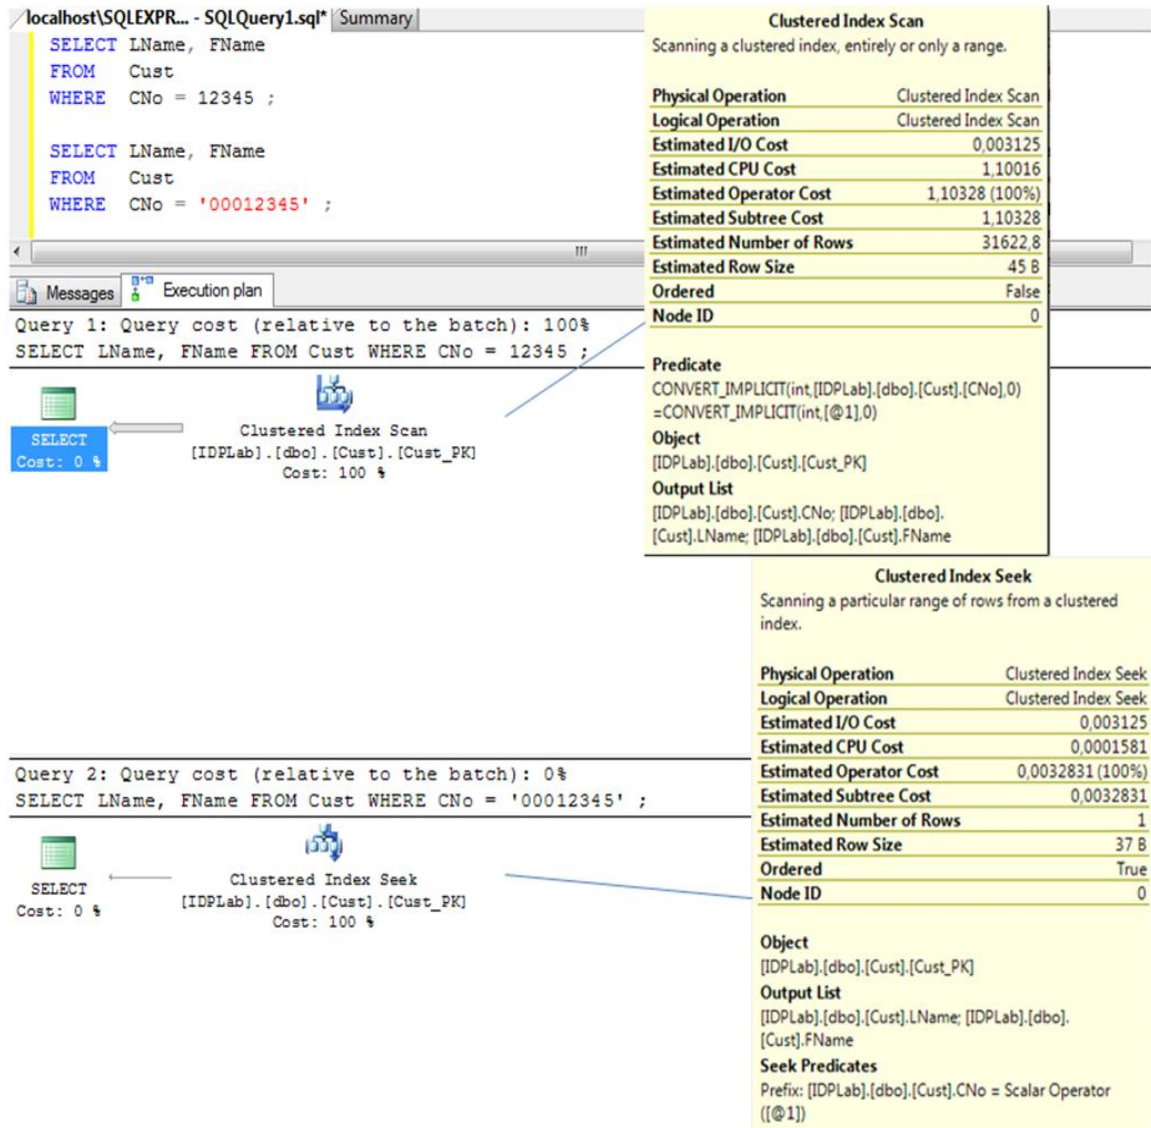 localhost\SQLEXPR... - SQLQuery1.sql* Summary
SELECT LName, FName
FROM Cust
WHERE CNo = 12345 ;
SELECT LName, FName
FROM Cust
WHERE CNo = '00012345' ;
Messages Execution plan
Query 1: Query cost (relative to the batch): 100%
SELECT LName, FName FROM Cust WHERE CNo = 12345 ;
SELECT
Cost: 0 %
Clustered Index Scan
[IDPLab].[dbo].[Cust].[Cust_PK]
Cost: 100 %
Clustered Index Scan
Scanning a clustered index, entirely or only a range.
Physical Operation Clustered Index Scan
Logical Operation Clustered Index Scan
Estimated I/O Cost 0,003125
Estimated CPU Cost 1,10016
Estimated Operator Cost 1,10328 (100%)
Estimated Subtree Cost 1,10328
Estimated Number of Rows 31622,8
Estimated Row Size 45 B
Ordered False
Node ID 0
Predicate
CONVERT_IMPLICIT(int,[IDPLab].[dbo].[Cust].[CNo],0)
=CONVERT_IMPLICIT(int,[@1],0)
Object
[IDPLab].[dbo].[Cust].[Cust_PK]
Output List
[IDPLab].[dbo].[Cust].CNo; [IDPLab].[dbo].
[Cust].LName; [IDPLab].[dbo].[Cust].FName
Query 2: Query cost (relative to the batch): 0%
SELECT LName, FName FROM Cust WHERE CNo = '00012345' ;
SELECT
Cost: 0 %
Clustered Index Seek
[IDPLab].[dbo].[Cust].[Cust_PK]
Cost: 100 %
Clustered Index Seek
Scanning a particular range of rows from a clustered
index.
Physical Operation Clustered Index Seek
Logical Operation Clustered Index Seek
Estimated I/O Cost 0,003125
Estimated CPU Cost 0,0001581
Estimated Operator Cost 0,0032831 (100%)
Estimated Subtree Cost 0,0032831
Estimated Number of Rows 1
Estimated Row Size 37 B
Ordered True
Node ID 0
Object
[IDPLab].[dbo].[Cust].[Cust_PK]
Output List
[IDPLab].[dbo].[Cust].LName; [IDPLab].[dbo].
[Cust].FName
Seek Predicates
Prefix: [IDPLab].[dbo].[Cust].CNo = Scalar Operator
([@1])